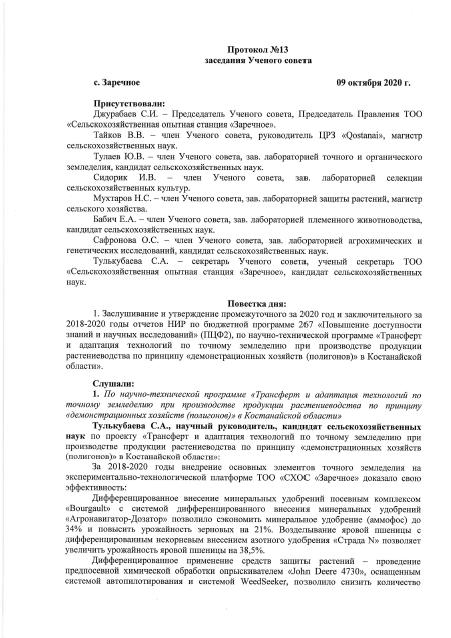 Протокол №13
заседания Ученого совета
с. Заречное 09 октября 2020 г.
Присутствовали:
Джурабаев С.И. – Председатель Ученого совета, Председатель Правления ТОО
«Сельскохозяйственная опытная станция «Заречное».
Тайков В.В. – член Ученого совета, руководитель ЦРЗ «Qostanai», магистр
сельскохозяйственных наук.
Тулаев Ю.В. – член Ученого совета, зав. лабораторией точного и органического
земледелия, кандидат сельскохозяйственных наук.
Сидорик И.В. – член Ученого совета, зав. лабораторией селекции
сельскохозяйственных культур.
Мухтаров Н.С. – член Ученого совета, зав. лабораторией защиты растений, магистр
сельского хозяйства.
Бабич Е.А. – член Ученого совета, зав. лабораторией племенного животноводства,
кандидат сельскохозяйственных наук.
Сафронова О.С. – член Ученого совета, зав. лабораторией агрохимических и
генетических исследований, кандидат сельскохозяйственных наук.
Тулькубаева С.А. – секретарь Ученого совета, ученый секретарь ТОО
«Сельскохозяйственная опытная станция «Заречное», кандидат сельскохозяйственных
наук.
Повестка дня:
1. Заслушивание и утверждение промежуточного за 2020 год и заключительного за
2018-2020 годы отчетов НИР по бюджетной программе 267 «Повышение доступности
знаний и научных исследований» (ПЦФ2), по научно-технической программе «Трансферт
и адаптация технологий по точному земледелию при производстве продукции
растениеводства по принципу «демонстрационных хозяйств (полигонов)» в Костанайской
области».
Слушали:
1. По научно-технической программе «Трансферт и адаптация технологий по
точному земледелию при производстве продукции растениеводства по принципу
«демонстрационных хозяйств (полигонов)» в Костанайской области»
Тулькубаева С.А., научный руководитель, кандидат сельскохозяйственных
наук по проекту «Трансферт и адаптация технологий по точному земледелию при
производстве продукции растениеводства по принципу «демонстрационных хозяйств
(полигонов)» в Костанайской области»:
За 2018-2020 годы внедрение основных элементов точного земледелия на
экспериментально-технологической платформе ТОО «СХОС «Заречное» доказало свою
эффективность:
Дифференцированное внесение минеральных удобрений посевным комплексом
«Bourgault» с системой дифференцированного внесения минеральных удобрений
«Агронавигатор-Дозатор» позволило сэкономить минеральное удобрение (аммофос) до
34% и повысить урожайность зерновых на 21%. Возделывание яровой пшеницы с
дифференцированным некорневым внесением азотного удобрения «Страда N» позволяет
увеличить урожайность яровой пшеницы на 38,5%.
Дифференцированное применение средств защиты растений – проведение
предпосевной химической обработки опрыскивателем «John Deere 4730», оснащенным
системой автопилотирования и системой WeedSeeker, позволило снизить количество